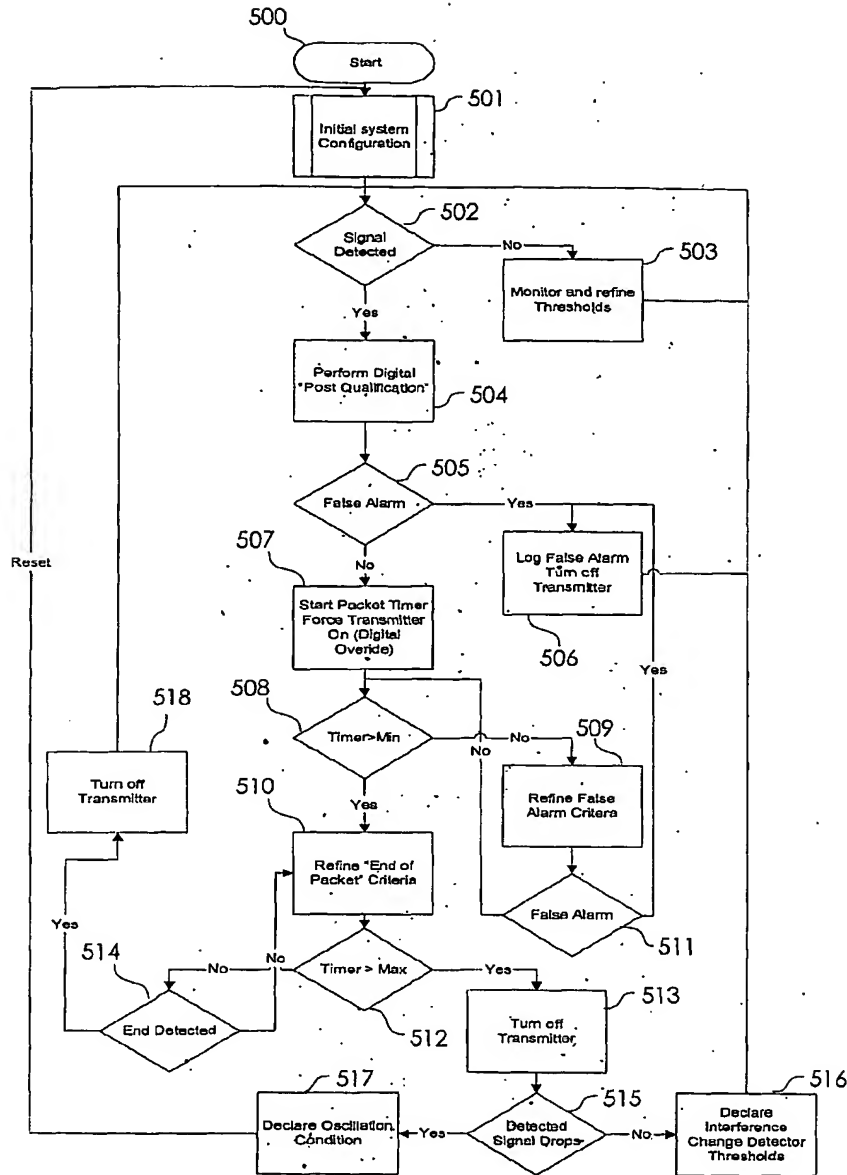 500
Start
501
Initial system
Configuration
502
Signal
Detected
No
503
Monitor and refine
Thresholds
Yes
Perform Digital
"Post Qualification"
504
505
False Alarm
Yes
507
No
Reset
Log False Alarm
Turn off
Transmitter
506
Start Packet Timer
Force Transmitter
On (Digital
Overide)
Yes
518
508
Timer>Min
No
No
509
Turn off
Transmitter
510
Yes
Refine False
Alarm Critera
Refine "End of
Packet" Criteria
False Alarm
511
Yes
514
No
No
Timer > Max
Yes
513
End Detected
512
Turn off
Transmitter
517
515
516
Declare Oscillation
Condition
Yes
Detected
Signal Drops
No
Declare
Interference
Change Detector
Thresholds